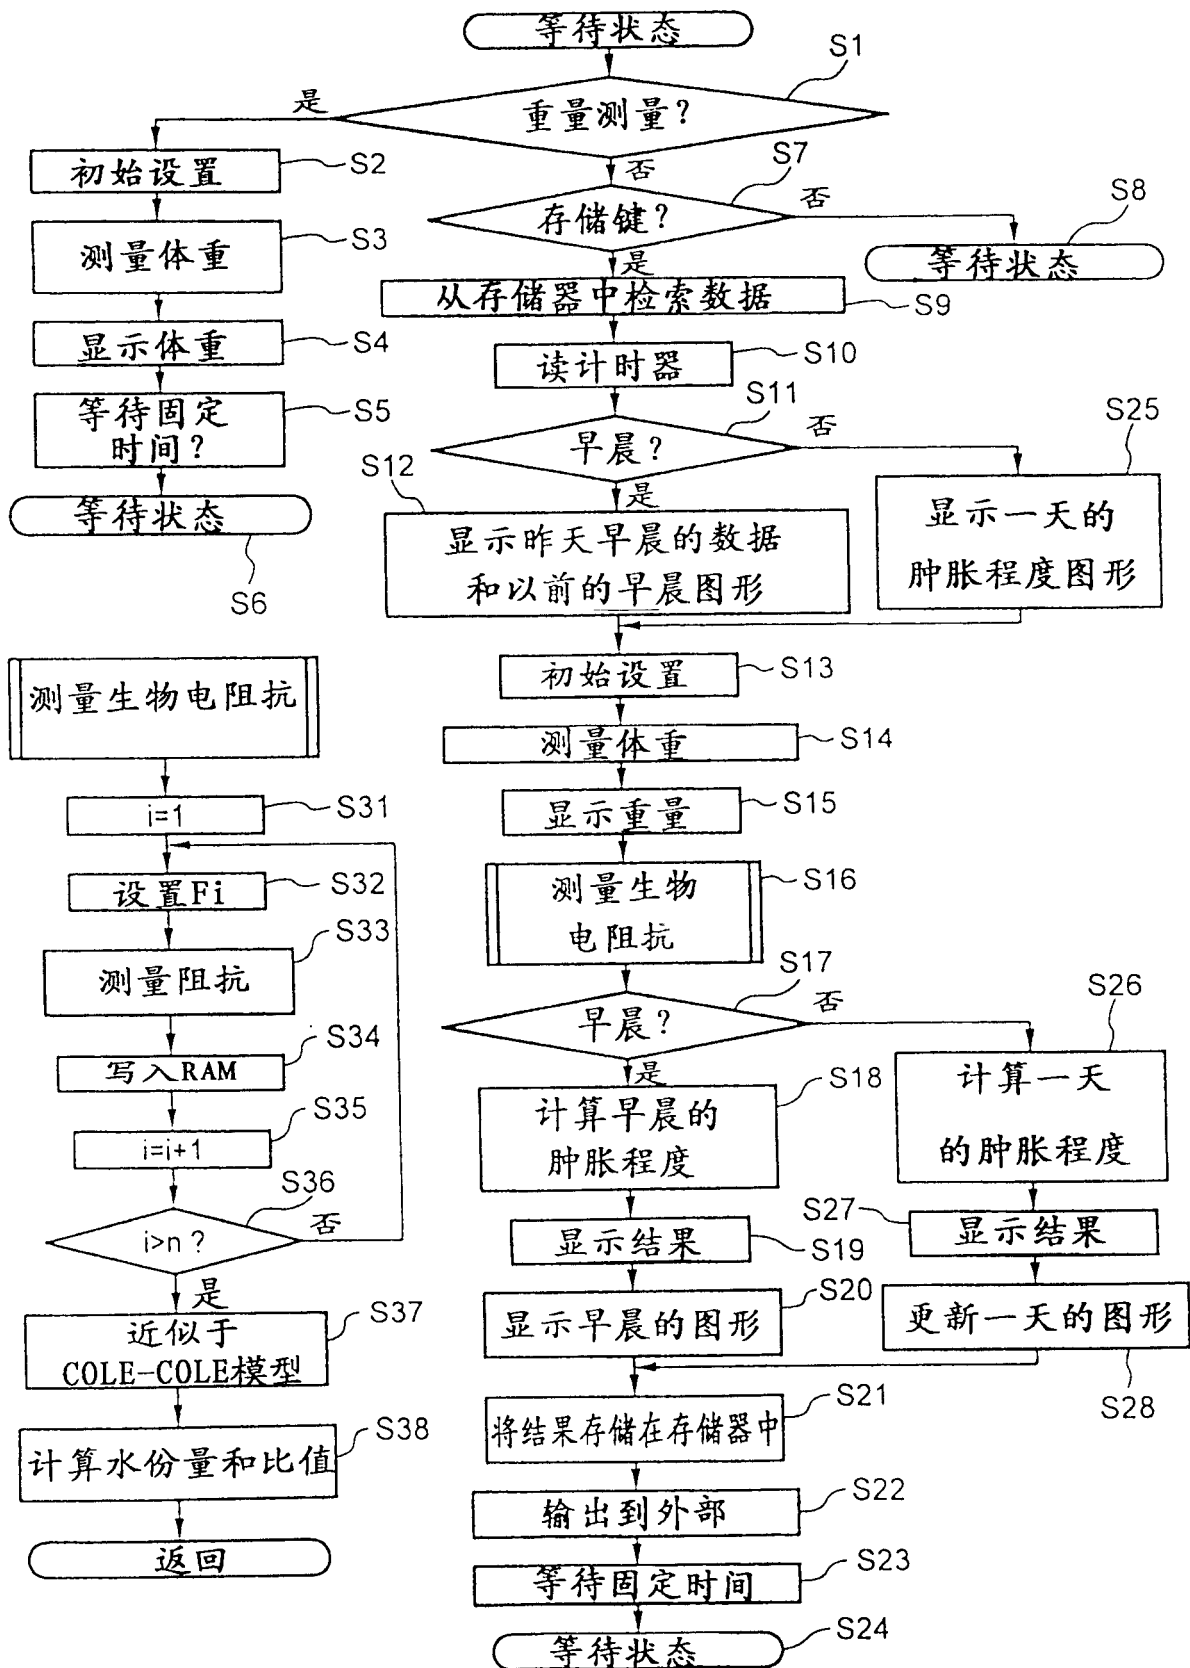 等待状态
S1
是
重量测量?
初始设置
S2
否
S7
存储键?
否
S8
等待状态
测量体重
S3
是
从存储器中检索数据
S9
显示体重
S4
读计时器
S10
等待固定
时间?
S5
S11
早晨?
否
S25
等待状态
S6
S12
是
显示昨天早晨的数据
和以前的早晨图形
显示一天的
肿胀程度图形
初始设置
S13
测量体重
S14
显示重量
S15
测量生物
电阻抗
S16
S17
早晨?
否
S26
是
计算早晨的
肿胀程度
S18
计算一天
的肿胀程度
显示结果
S19
S27
显示结果
显示早晨的图形
S20
更新一天的图形
S28
将结果存储在存储器中
S21
输出到外部
S22
等待固定时间
S23
等待状态
S24
测量生物电阻抗
i=1
S31
设置Fi
S32
测量阻抗
S33
写入RAM
S34
i=i+1
S35
i>n?
S36
否
是
近似于
COLE-COLE模型
S37
计算水份量和比值
S38
返回